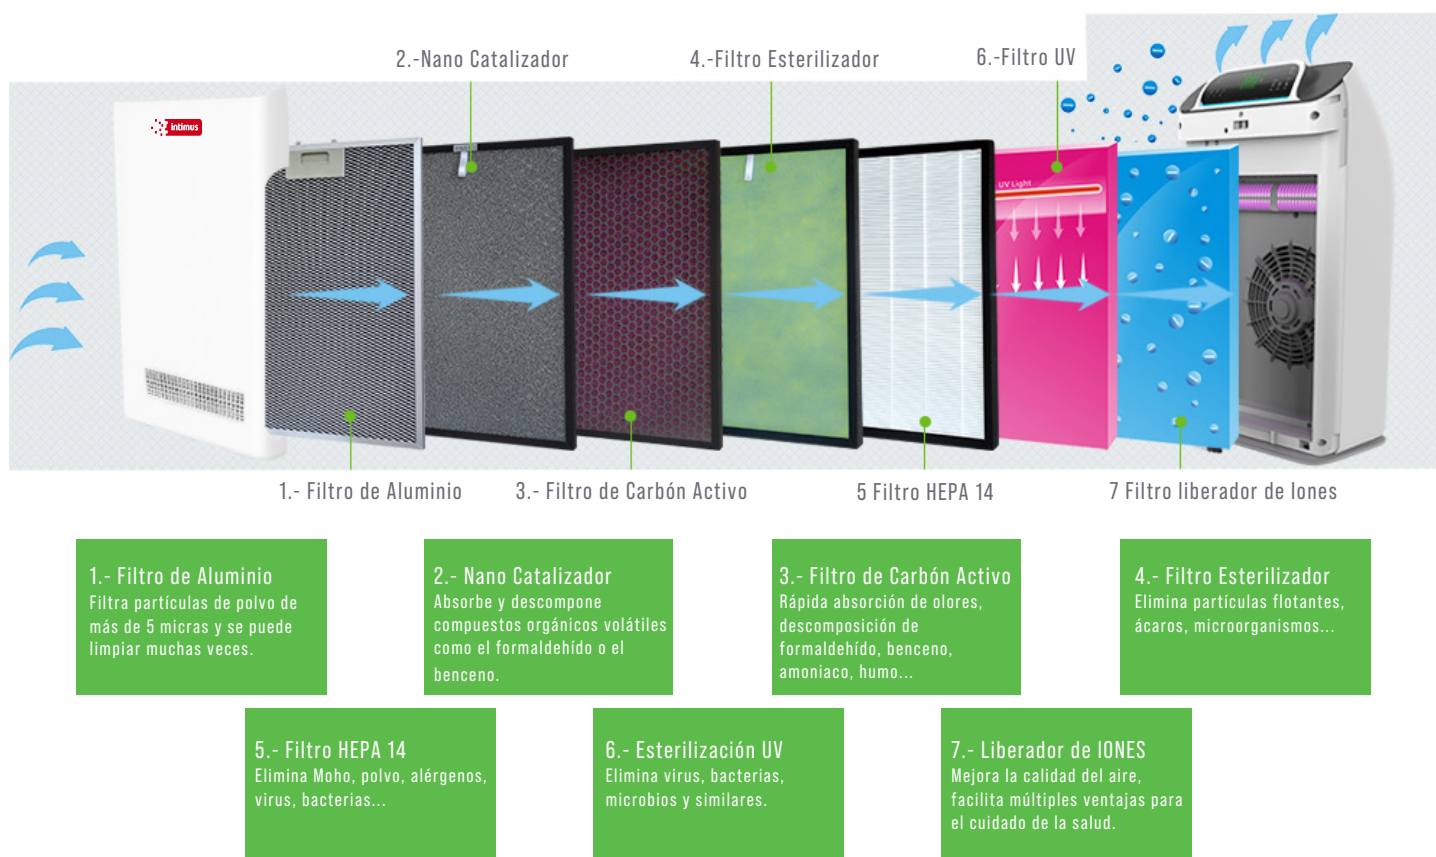 2.-Nano Catalizador
4.-Filtro Esterilizador
6.-Filtro UV
intimus
UV Light
1.- Filtro de Aluminio
3.- Filtro de Carbón Activo
5 Filtro HEPA 14
7 Filtro liberador de Iones
1.- Filtro de Aluminio
Filtra partículas de polvo de
más de 5 micras y se puede
limpiar muchas veces.
2.- Nano Catalizador
Absorbe y descompone
compuestos orgánicos volátiles
como el formaldehído o el
benceno.
3.- Filtro de Carbón Activo
Rápida absorción de olores,
descomposición de
formaldehído, benceno,
amoniaco, humo...
4.- Filtro Esterilizador
Elimina partículas flotantes,
ácaros, microorganismos...
5.- Filtro HEPA 14
Elimina Moho, polvo, alérgenos,
virus, bacterias...
6.- Esterilización UV
Elimina virus, bacterias,
microbios y similares.
7.- Liberador de IONES
Mejora la calidad del aire,
facilita múltiples ventajas para
el cuidado de la salud.